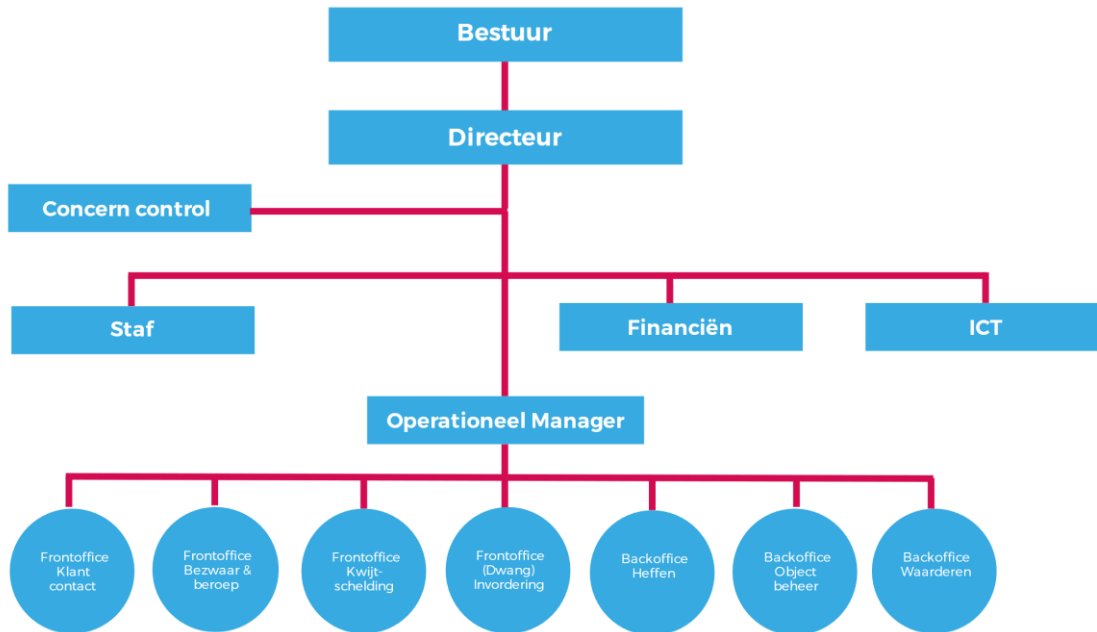 Bestuur
Directeur
Concern control
Staf
Financiën
ICT
Operationeel Manager
Frontoffice
Klant
contact
Frontoffice
Bezwaar &
beroep
Frontoffice
Kwijt-
schelding
Frontoffice
(Dwang)
Invordering
Backoffice
Heffen
Backoffice
Object
beheer
Backoffice
Waarderen